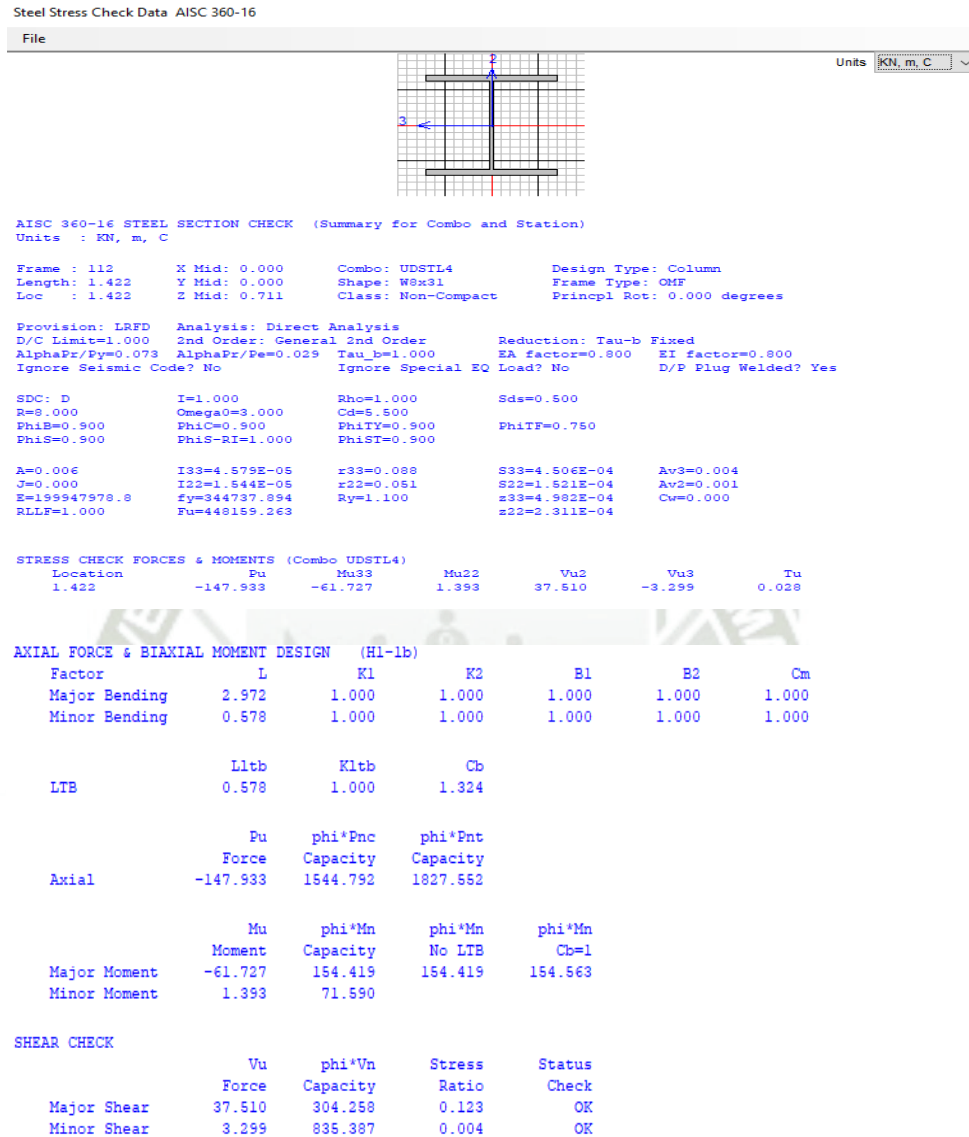 Steel Stress Check Data AISC 360-16
File
Units KN, m, C
2
3
AISC 360-16 STEEL SECTION CHECK (Summary for Combo and Station)
Units : KN, m, C
Frame : 112 X Mid: 0.000 Combo: UDSTL4 Design Type: Column
Length: 1.422 Y Mid: 0.000 Shape: W8x31 Frame Type: OMF
Loc : 1.422 Z Mid: 0.711 Class: Non-Compact Princpl Rot: 0.000 degrees
Provision: LRFD Analysis: Direct Analysis
D/C Limit=1.000 2nd Order: General 2nd Order Reduction: Tau-b Fixed
AlphaPr/Py=0.073 AlphaPr/Pe=0.029 Tau_b=1.000 EA factor=0.800 EI factor=0.800
Ignore Seismic Code? No Ignore Special EQ Load? No D/P Plug Welded? Yes
SDC: D I=1.000 Rho=1.000 Sds=0.500
R=8.000 Omega0=3.000 Cd=5.500
PhiB=0.900 PhiC=0.900 PhiTY=0.900 PhiTF=0.750
PhiS=0.900 PhiS-RI=1.000 PhiST=0.900
A=0.006 I33=4.579E-05 r33=0.088 S33=4.506E-04 Av3=0.004
J=0.000 I22=1.544E-05 r22=0.051 S22=1.521E-04 Av2=0.001
E=199947978.8 fy=344737.894 Ry=1.100 z33=4.982E-04 Cw=0.000
RLLF=1.000 Fu=448159.263 z22=2.311E-04
STRESS CHECK FORCES & MOMENTS (Combo UDSTL4)
Location Pu Mu33 Mu22 Vu2 Vu3 Tu
1.422 -147.933 -61.727 1.393 37.510 -3.299 0.028
AXIAL FORCE & BIAXIAL MOMENT DESIGN (H1-1b)
Factor L K1 K2 B1 B2 Cm
Major Bending 2.972 1.000 1.000 1.000 1.000 1.000
Minor Bending 0.578 1.000 1.000 1.000 1.000 1.000
Lltb Kltb Cb
LTB 0.578 1.000 1.324
Pu phi*Pnc phi*Pnt
Force Capacity Capacity
Axial -147.933 1544.792 1827.552
Mu phi*Mn phi*Mn phi*Mn
Moment Capacity No LTB Cb=1
Major Moment -61.727 154.419 154.419 154.563
Minor Moment 1.393 71.590
SHEAR CHECK
Vu phi*Vn Stress Status
Force Capacity Ratio Check
Major Shear 37.510 304.258 0.123 OK
Minor Shear 3.299 835.387 0.004 OK